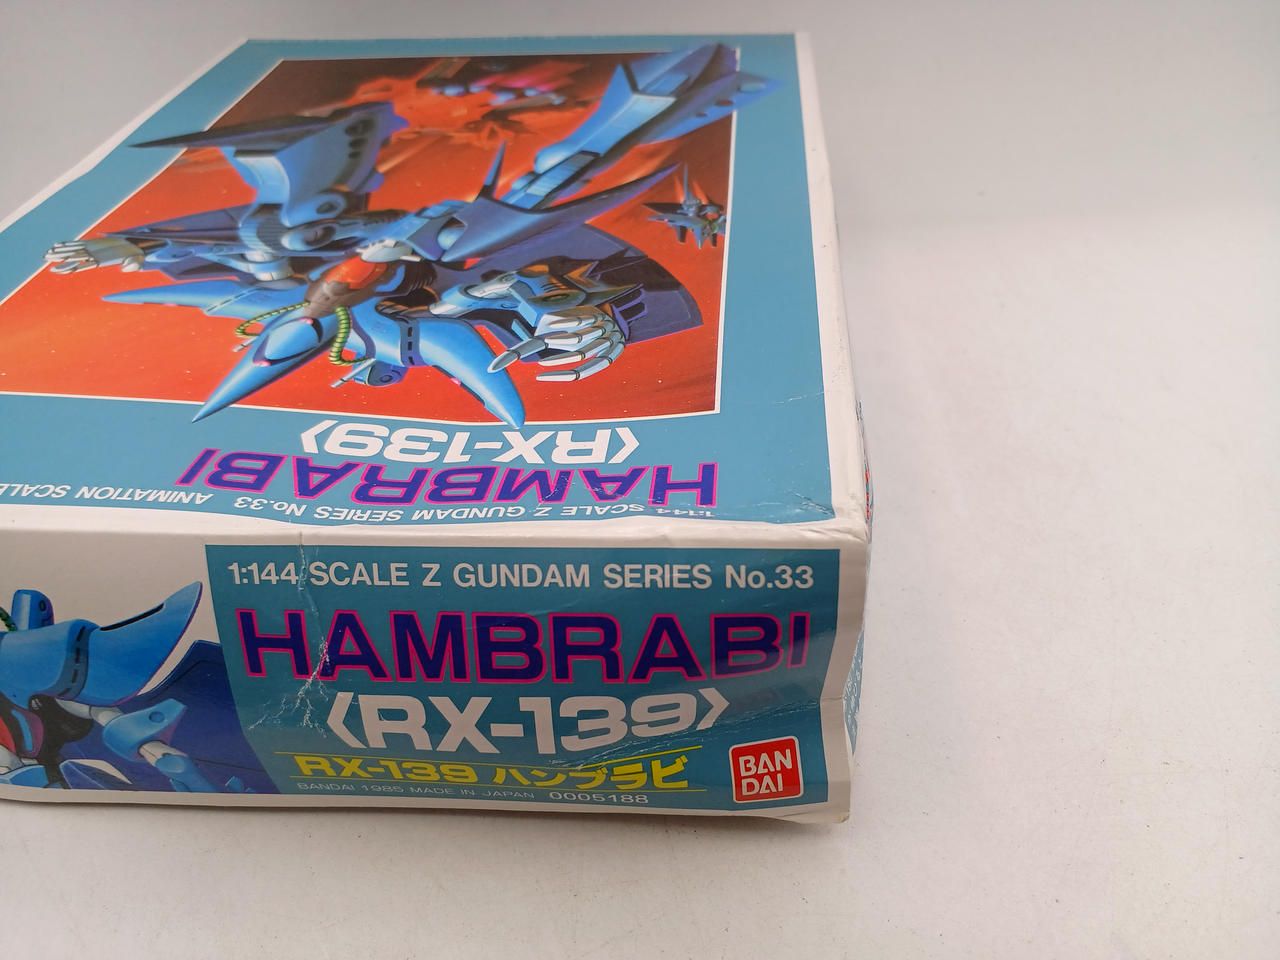 〈RX-139〉
HAMBRABI
1:144 SCALE Z GUNDAM SERIES No.33 ANIMATION SCALE
1:144 SCALE Z GUNDAM SERIES No.33
HAMBRABI
〈RX-139〉
RX-139 ハンブラビ
BANDAI 1985 MADE IN JAPAN 0005188
BAN
DAI